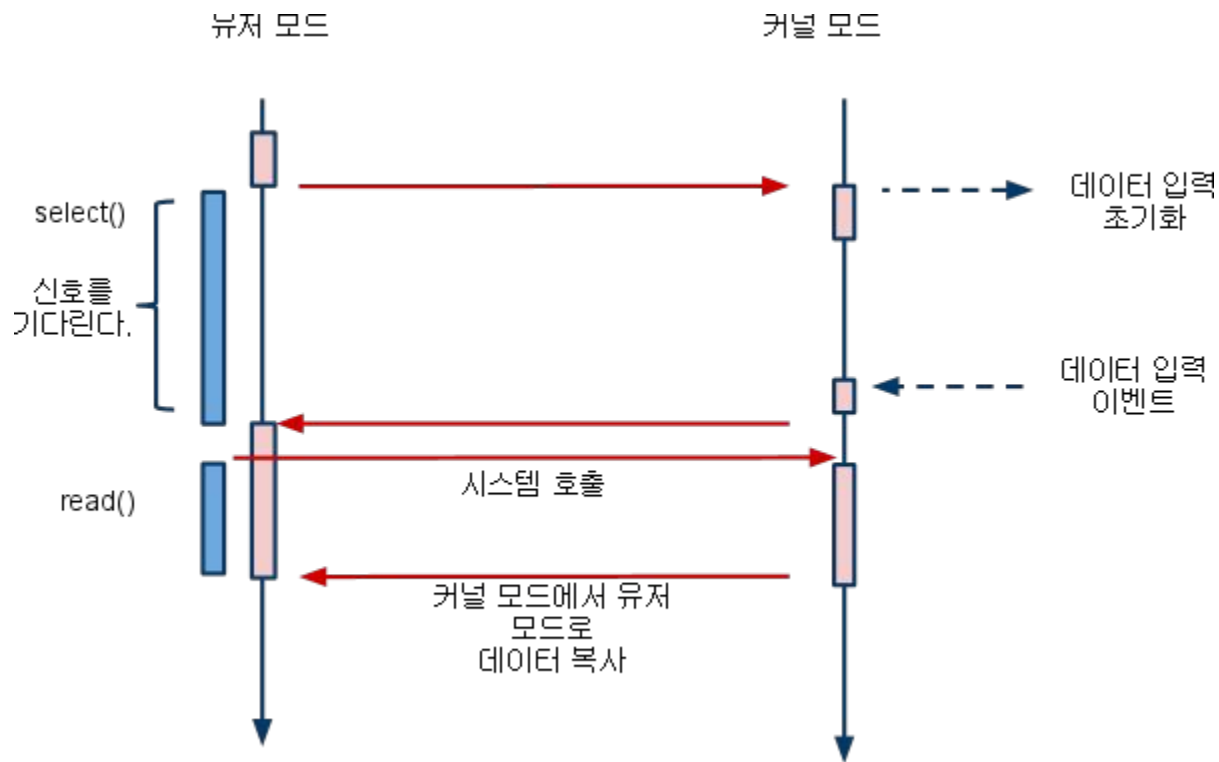 유저 모드
커널 모드
데이터 입력
초기화
select()
신호를
기다린다.
데이터 입력
이벤트
시스템 호출
read()
커널 모드에서 유저
모드로
데이터 복사